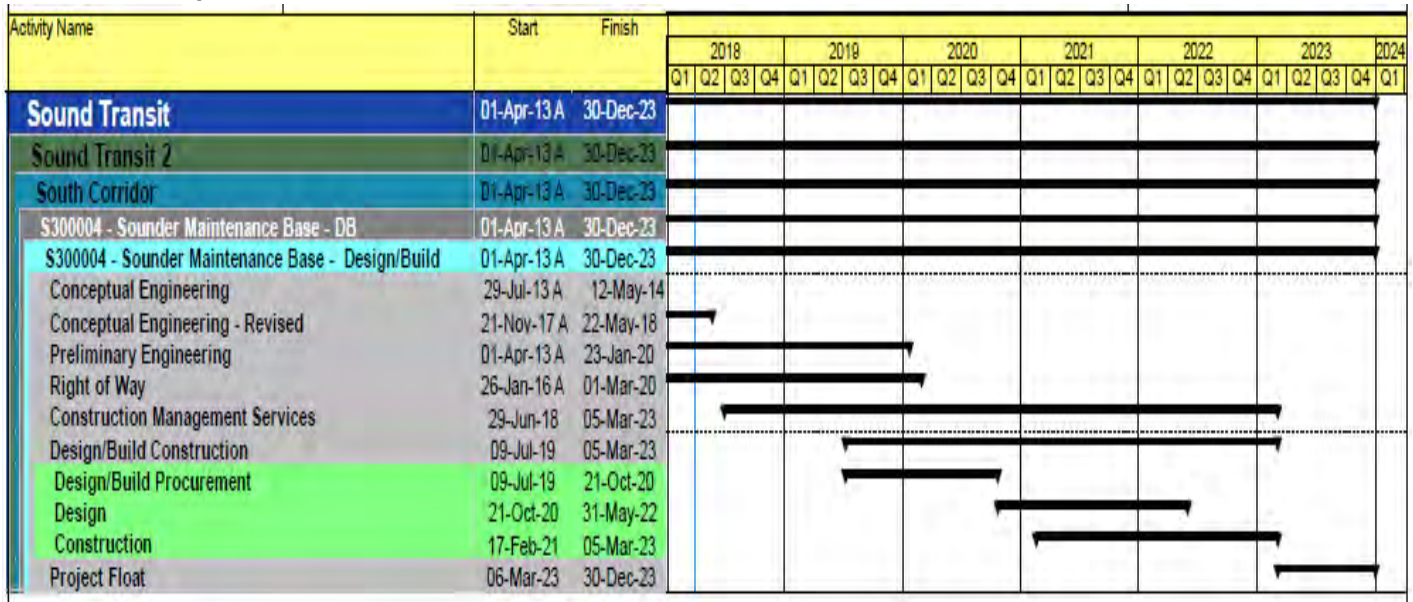 Activity Name Start Finish
2018 2019 2020 2021 2022 2023 2024
Q1 Q2 Q3 Q4 Q1 Q2 Q3 Q4 Q1 Q2 Q3 Q4 Q1 Q2 Q3 Q4 Q1 Q2 Q3 Q4 Q1 Q2 Q3 Q4 Q1
Sound Transit 01-Apr-13 A 30-Dec-23
Sound Transit 2 01-Apr-13 A 30-Dec-23
South Corridor 01-Apr-13 A 30-Dec-23
S300004 - Sounder Maintenance Base - DB 01-Apr-13 A 30-Dec-23
S300004 - Sounder Maintenance Base - Design/Build 01-Apr-13 A 30-Dec-23
Conceptual Engineering 29-Jul-13 A 12-May-14
Conceptual Engineering - Revised 21-Nov-17 A 22-May-18
Preliminary Engineering 01-Apr-13 A 23-Jan-20
Right of Way 26-Jan-16 A 01-Mar-20
Construction Management Services 29-Jun-18 05-Mar-23
Design/Build Construction 09-Jul-19 05-Mar-23
Design/Build Procurement 09-Jul-19 21-Oct-20
Design 21-Oct-20 31-May-22
Construction 17-Feb-21 05-Mar-23
Project Float 06-Mar-23 30-Dec-23